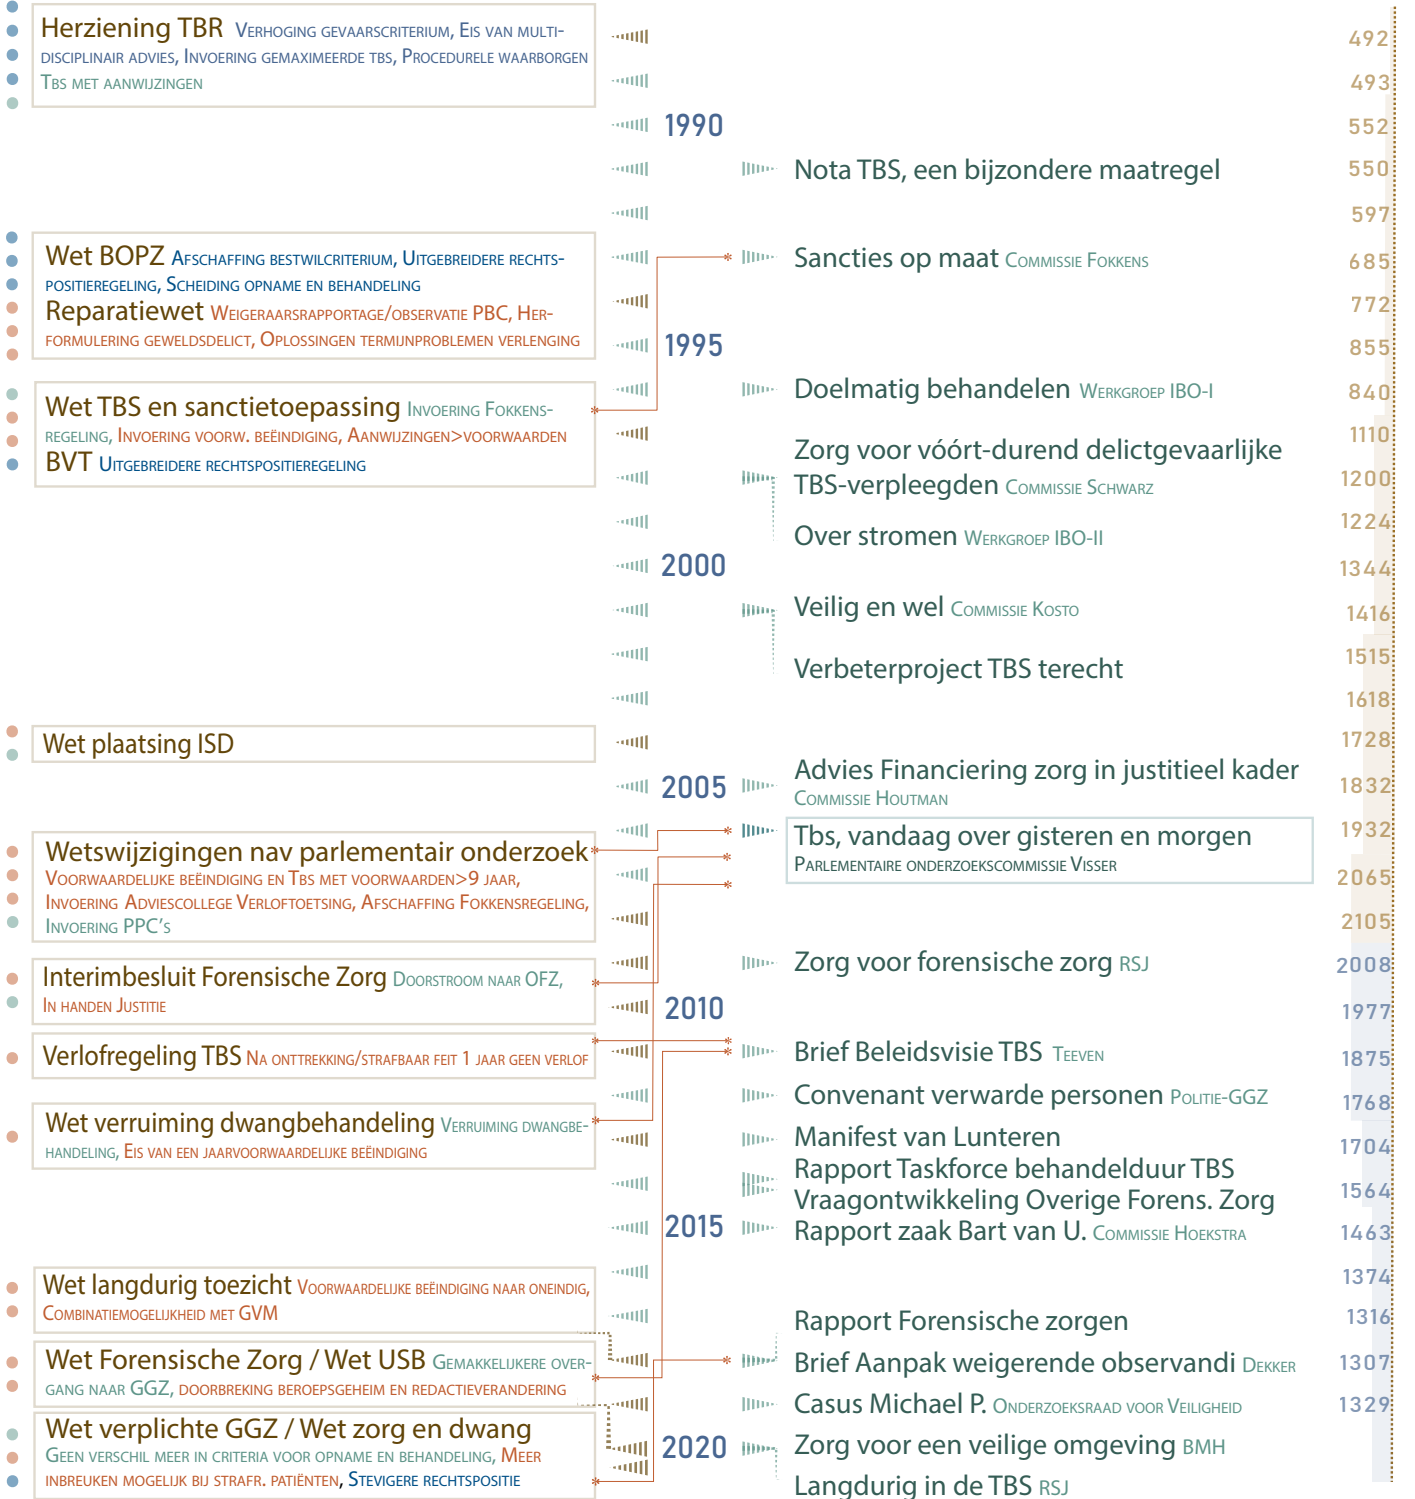 Herziening TBR Verhoging gevaarscriterium, Eis van multi-
disciplinair advies, Invoering gemaximeerde tbs, Procedurele waarborgen
Tbs met aanwijzingen
Wet BOPZ Afschaffing bestwilcriterium, Uitgebreidere rechts-
positieregeling, Scheiding opname en behandeling
Reparatiewet Weigeraarsrapportage/observatie PBC, Her-
formulering geweldsdelict, Oplossingen termijnproblemen verlenging
Wet TBS en sanctietoepassing Invoering Fokkens-
regeling, Invoering voorw. beëindiging, Aanwijzingen>voorwaarden
BVT Uitgebreidere rechtspositieregeling
Wet plaatsing ISD
Wetswijzigingen nav parlementair onderzoek
Voorwaardelijke beëindiging en Tbs met voorwaarden>9 jaar,
Invoering Adviescollege Verloftoetsing, Afschaffing Fokkensregeling,
Invoering PPC's
Interimbesluit Forensische Zorg Doorstroom naar OFZ,
In handen Justitie
Verlofregeling TBS Na onttrekking/strafbaar feit 1 jaar geen verlof
Wet verruiming dwangbehandeling Verruiming dwangbe-
handeling, Eis van een jaarvoorwaardelijke beëindiging
Wet langdurig toezicht Voorwaardelijke beëindiging naar oneindig,
Combinatiemogelijkheid met GVM
Wet Forensische Zorg / Wet USB Gemakkelijkere over-
gang naar GGZ, doorbreking beroepsgeheim en redactieverandering
Wet verplichte GGZ / Wet zorg en dwang
Geen verschil meer in criteria voor opname en behandeling, Meer
inbreuken mogelijk bij strafr. patiënten, Stevigere rechtspositie
1990
1995
2000
2005
2010
2015
2020
Nota TBS, een bijzondere maatregel
Sancties op maat Commissie Fokkens
Doelmatig behandelen Werkgroep IBO-I
Zorg voor vóórt-durend delictgevaarlijke
TBS-verpleegden Commissie Schwarz
Over stromen Werkgroep IBO-II
Veilig en wel Commissie Kosto
Verbeterproject TBS terecht
Advies Financiering zorg in justitieel kader
Commissie Houtman
Tbs, vandaag over gisteren en morgen
Parlementaire onderzoekscommissie Visser
Zorg voor forensische zorg RSJ
Brief Beleidsvisie TBS Teeven
Convenant verwarde personen Politie-GGZ
Manifest van Lunteren
Rapport Taskforce behandelduur TBS
Vraagontwikkeling Overige Forens. Zorg
Rapport zaak Bart van U. Commissie Hoekstra
Rapport Forensische zorgen
Brief Aanpak weigerende observandi Dekker
Casus Michael P. Onderzoeksraad voor Veiligheid
Zorg voor een veilige omgeving BMH
Langdurig in de TBS RSJ
492
493
552
550
597
685
772
855
840
1110
1200
1224
1344
1416
1515
1618
1728
1832
1932
2065
2105
2008
1977
1875
1768
1704
1564
1463
1374
1316
1307
1329